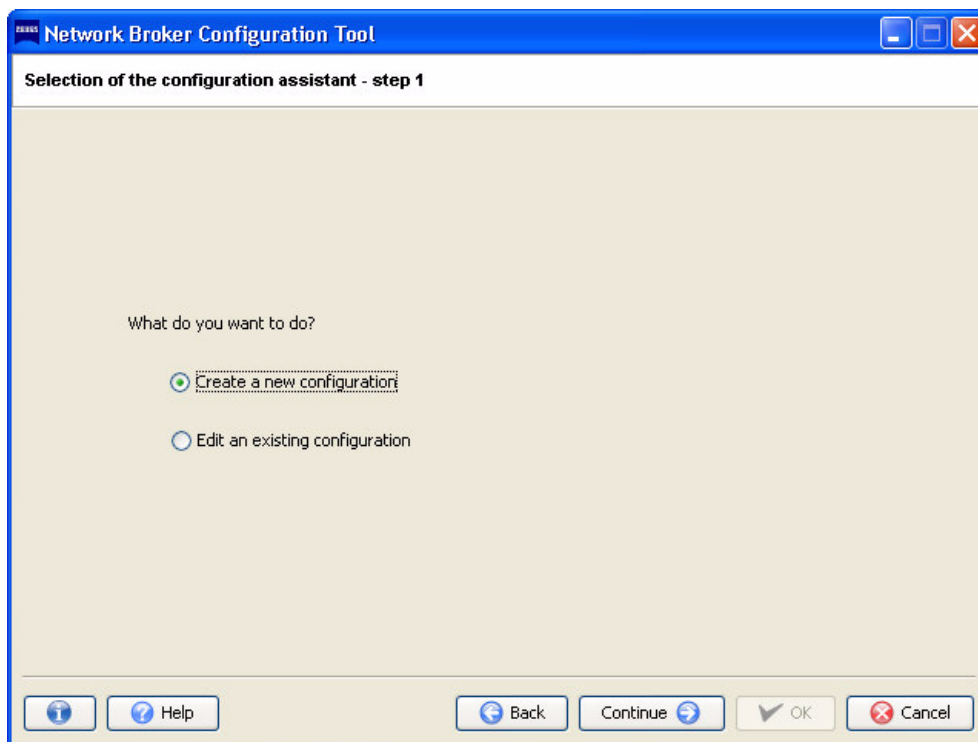 ZEISS Network Broker Configuration Tool
Selection of the configuration assistant - step 1
What do you want to do?
Create a new configuration
Edit an existing configuration
Help Back Continue OK Cancel